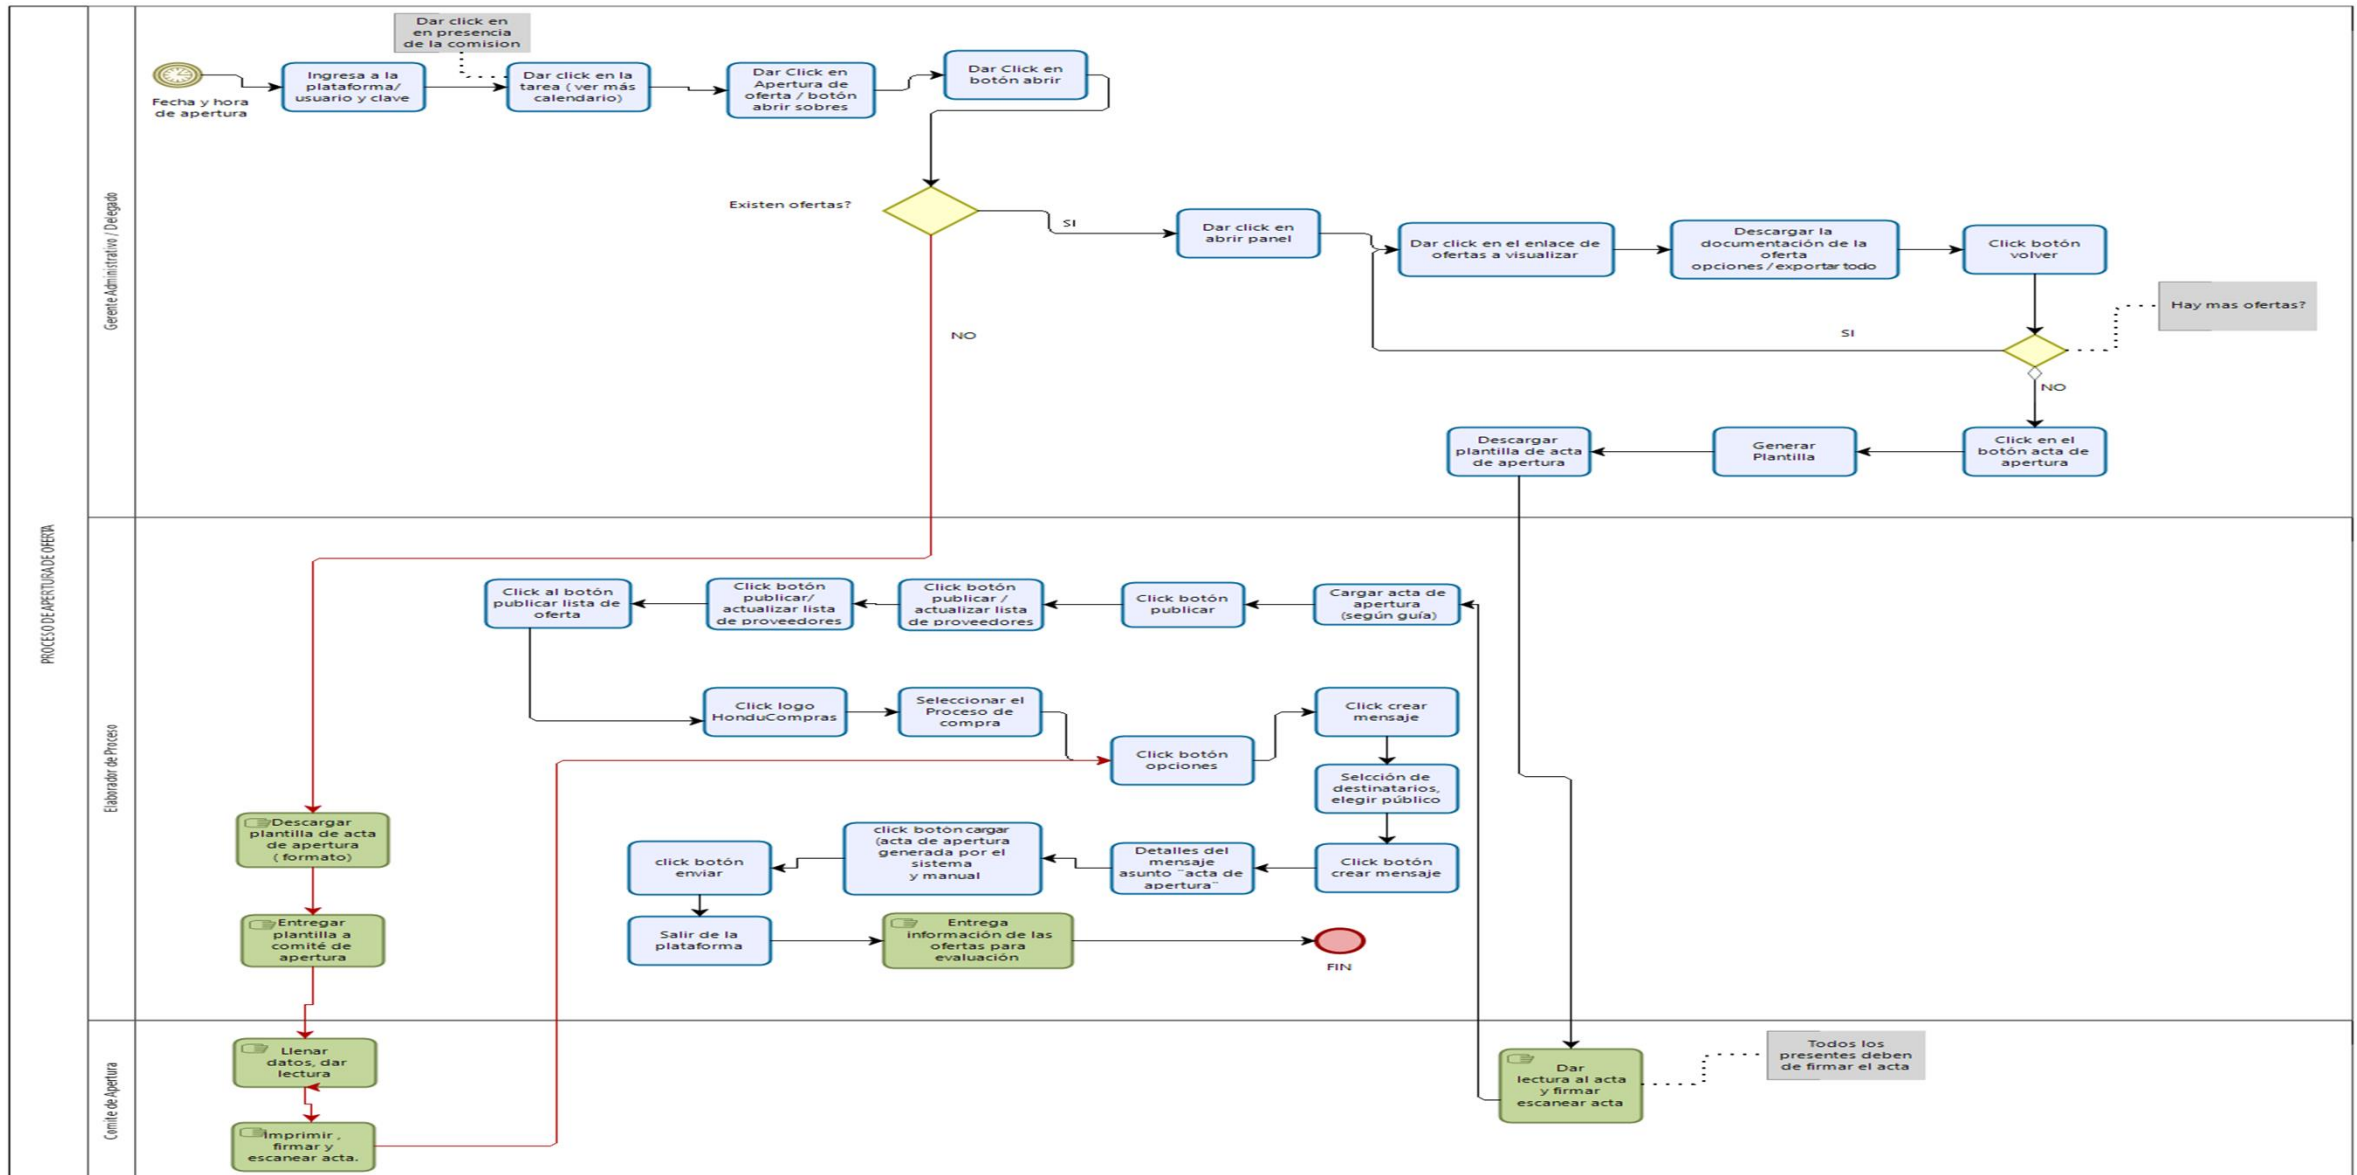 PROCESO DE APERTURA DE OFERTA
Gerente Administrativo / Delegado
Dar click en
en presencia
de la comision
Fecha y hora
de apertura
Ingresa a la
plataforma/
usuario y clave
Dar click en la
tarea ( ver más
calendario)
Dar Click en
Apertura de
oferta / botón
abrir sobres
Dar Click en
botón abrir
Existen ofertas?
SI
NO
Dar click en
abrir panel
Dar click en el enlace de
ofertas a visualizar
Descargar la
documentación de la
oferta
opciones / exportar todo
Click botón
volver
Hay mas ofertas?
SI
NO
Click en el
botón acta de
apertura
Generar
Plantilla
Descargar
plantilla de acta
de apertura
Elaborador de Proceso
Cargar acta de
apertura
(según guía)
Click botón
publicar
Click botón
publicar /
actualizar lista
de proveedores
Click botón
publicar/
actualizar lista
de proveedores
Click al botón
publicar lista de
oferta
Click logo
HonduCompras
Seleccionar el
Proceso de
compra
Click botón
opciones
Click crear
mensaje
Selcción de
destinatarios,
elegir público
Click botón
crear mensaje
Detalles del
mensaje
asunto ¨acta de
apertura¨
click botòn cargar
(acta de apertura
generada por el
sistema
y manual
click botón
enviar
Salir de la
plataforma
Entrega
información de las
ofertas para
evaluación
FIN
Descargar
plantilla de acta
de apertura
( formato)
Entregar
plantilla a
comité de
apertura
Comite de Apertura
Llenar
datos, dar
lectura
Imprimir ,
firmar y
escanear acta.
Dar
lectura al acta
y firmar
escanear acta
Todos los
presentes deben
de firmar el acta